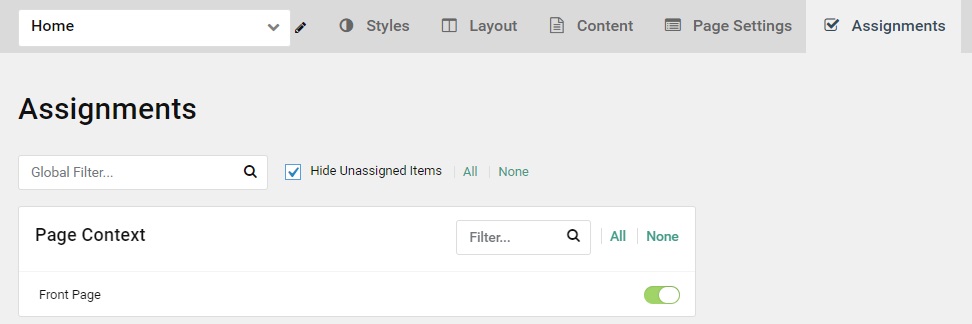 Home Styles Layout Content Page Settings Assignments
Assignments
Global Filter... Hide Unassigned Items All None
Page Context Filter... All None
Front Page